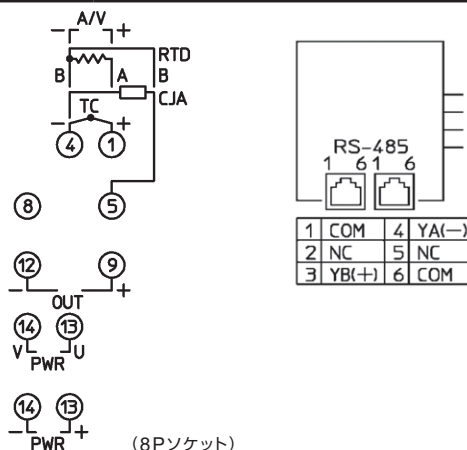 A/V
− +
RTD
B A B
CJA
TC
− +
④ ①
⑧ ⑤
⑫ ⑨
− OUT +
⑭ ⑬
V U
PWR
⑭ ⑬
− PWR +
(8Pソケット)
RS-485
1 6 1 6
1 COM 4 YA(−)
2 NC 5 NC
3 YB(+) 6 COM